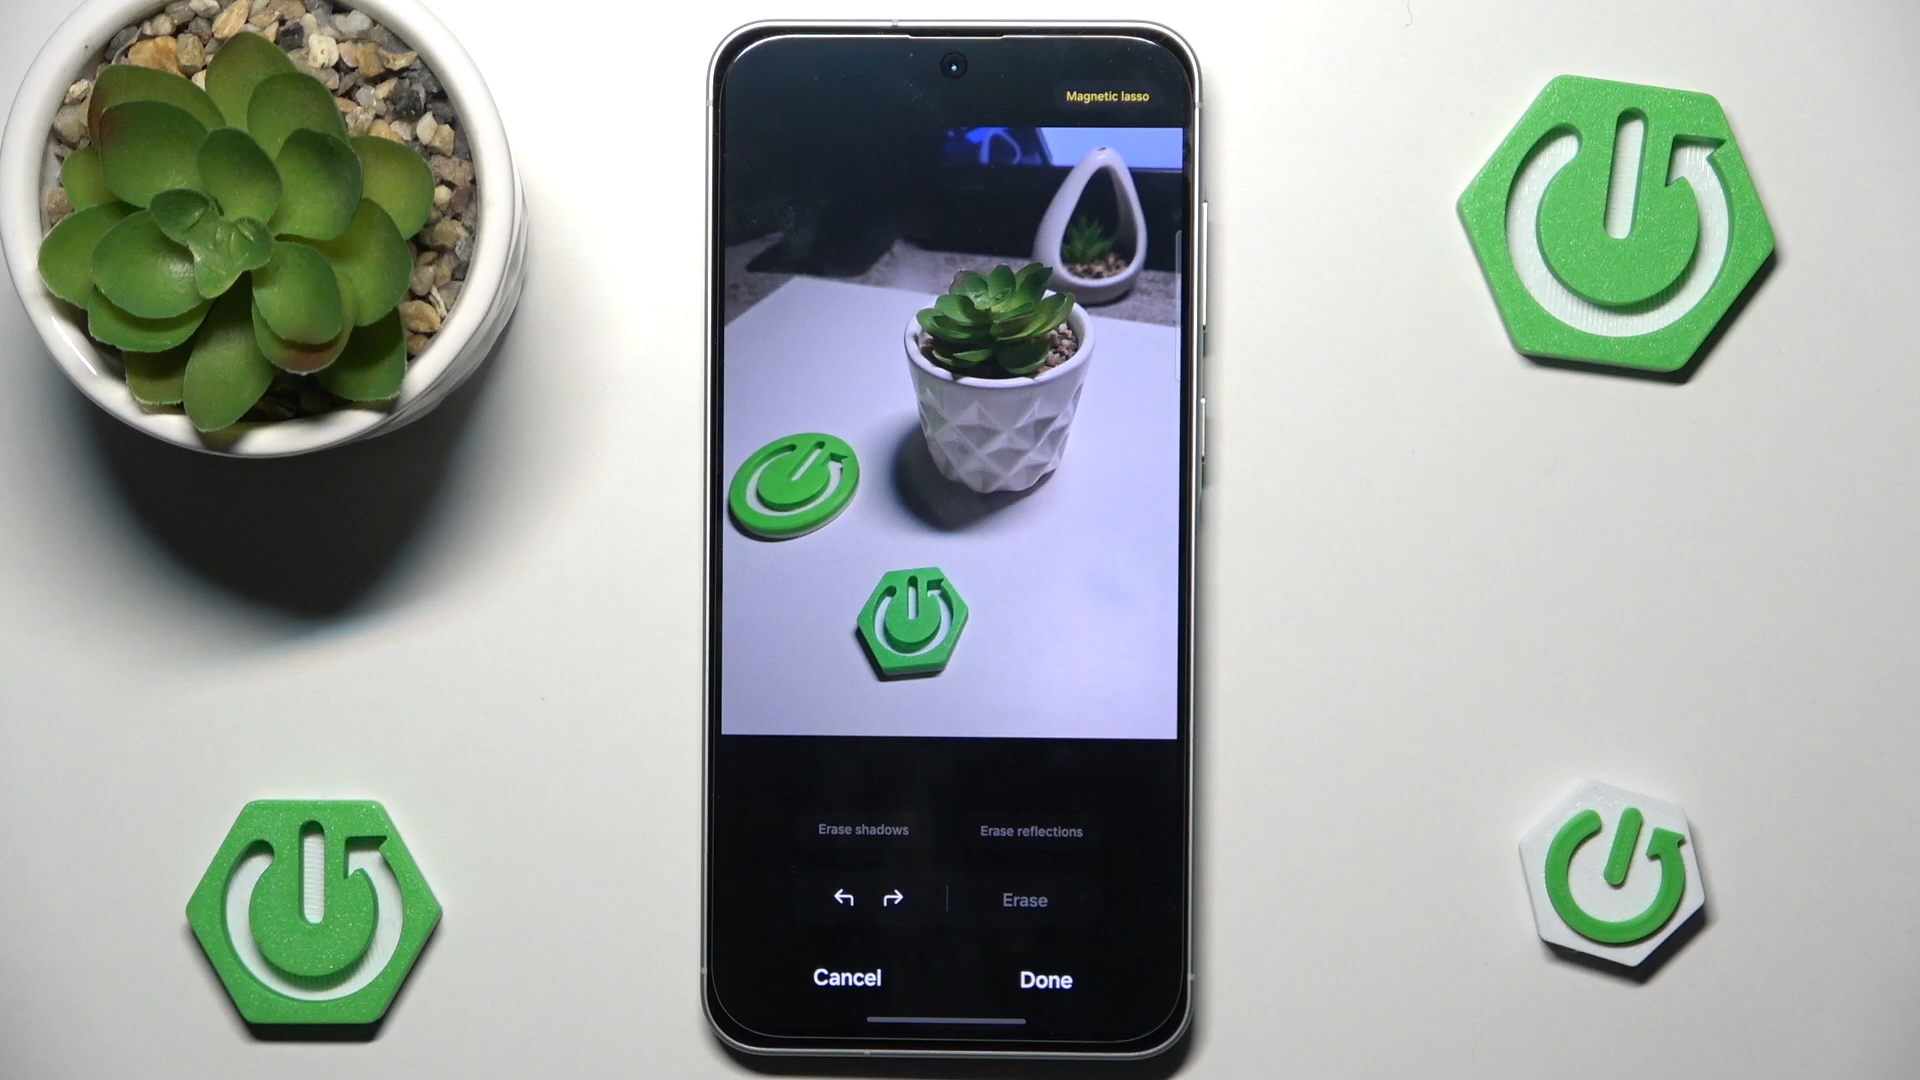 Magnetic lasso
Erase shadows
Erase reflections
Erase
Cancel
Done